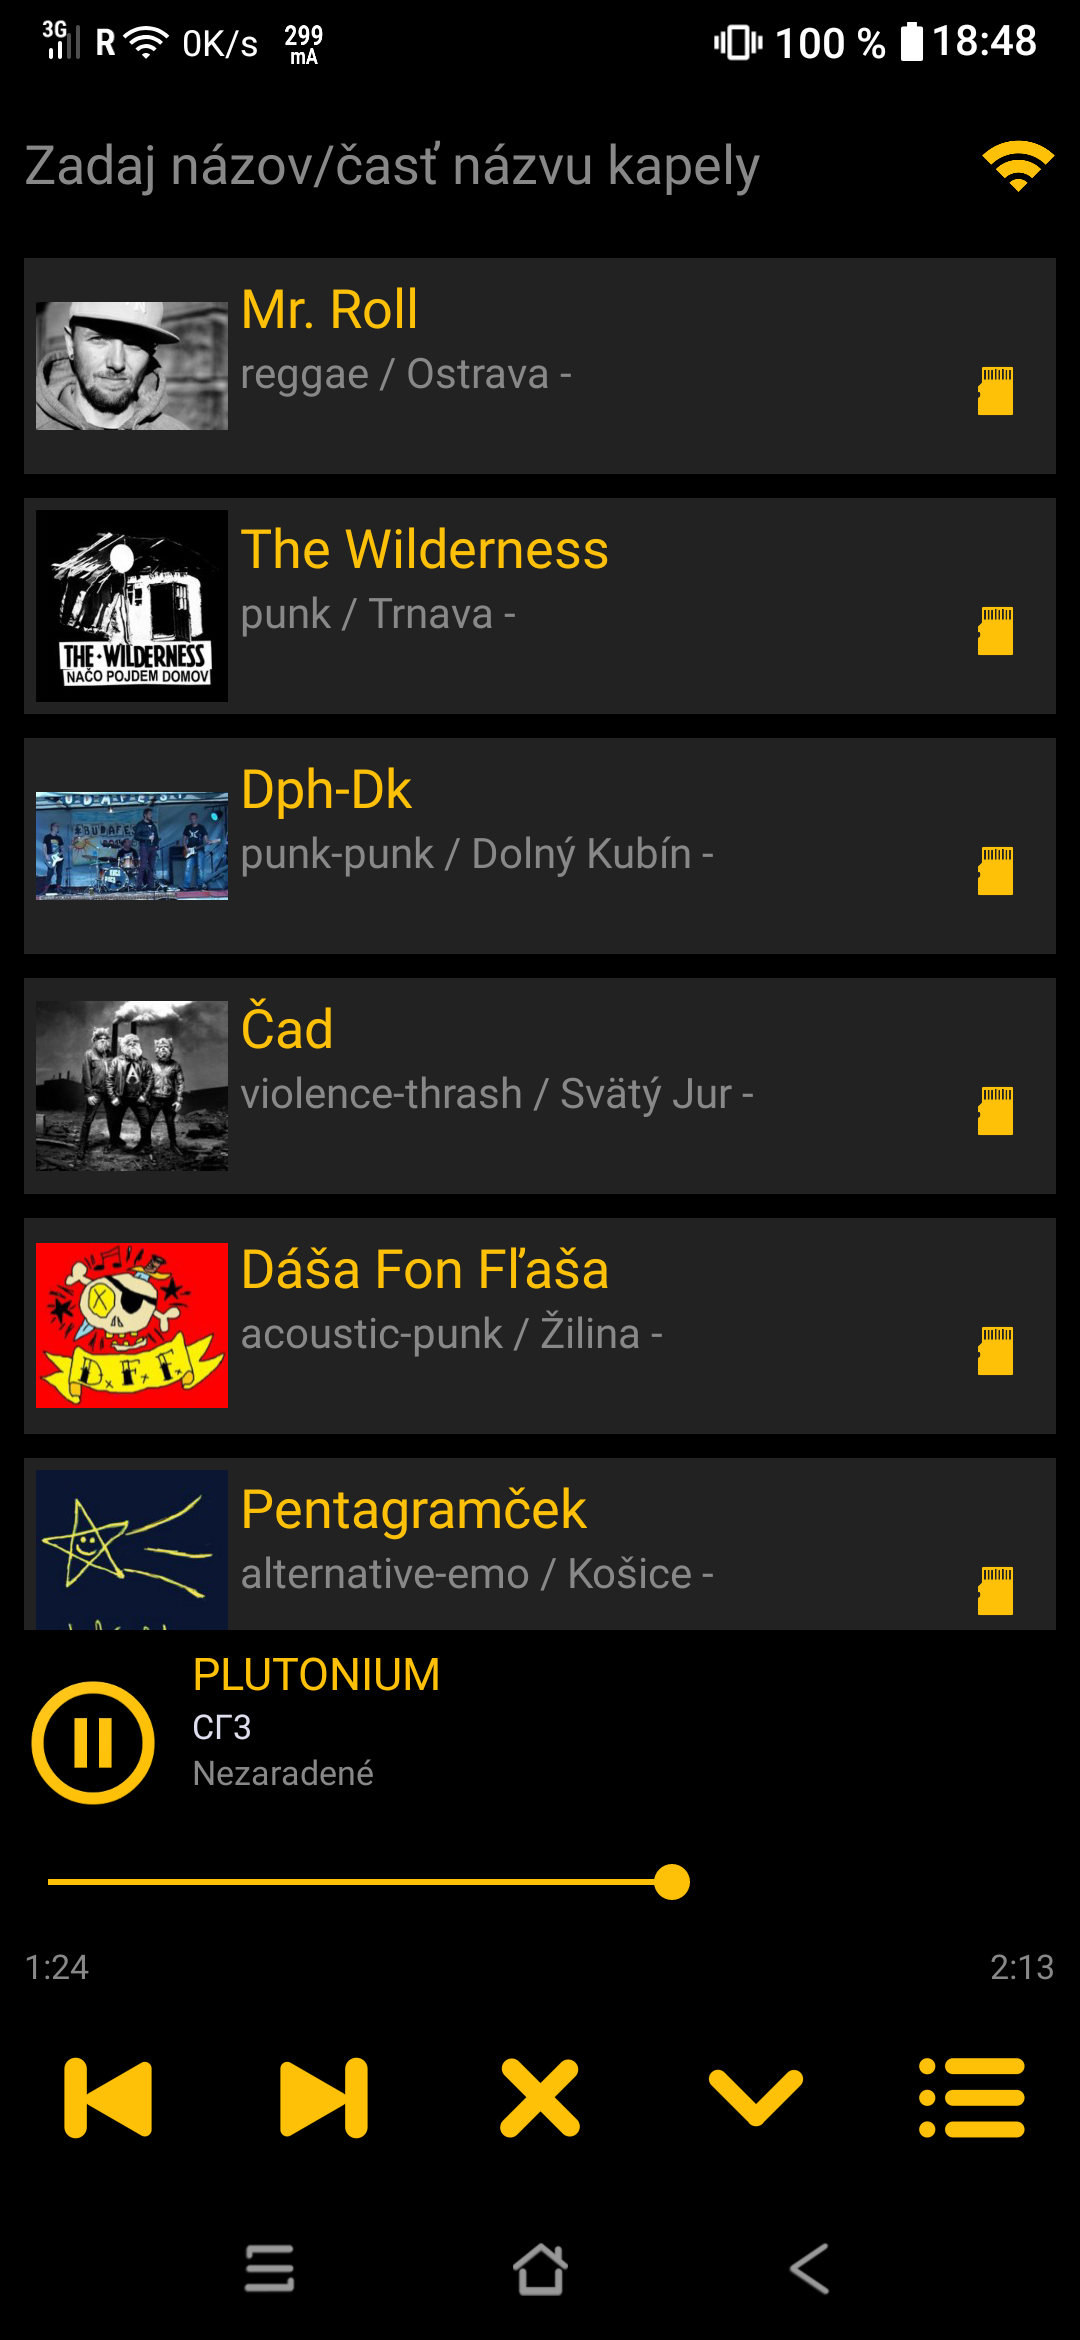 3G R 0K/s 299 mA 100 % 18:48
Zadaj názov/časť názvu kapely
Mr. Roll
reggae / Ostrava -
The Wilderness
punk / Trnava -
THE·WILDERNESS
NAČO POJDEM DOMOV
Dph-Dk
punk-punk / Dolný Kubín -
Čad
violence-thrash / Svätý Jur -
Dáša Fon Fľaša
acoustic-punk / Žilina -
D. F. F.
Pentagramček
alternative-emo / Košice -
PLUTONIUM
СГЗ
Nezaradené
1:24 2:13